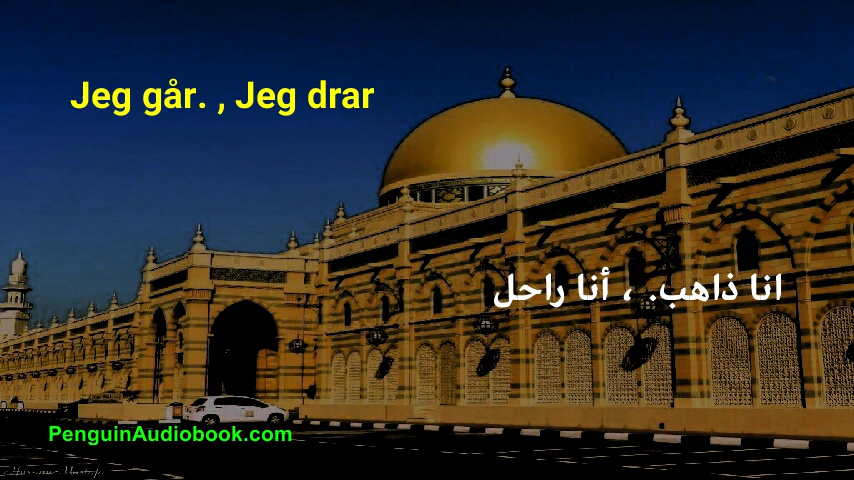 Jeg går. , Jeg drar
انا ذاهب. ، أنا راحل
PenguinAudiobook.com